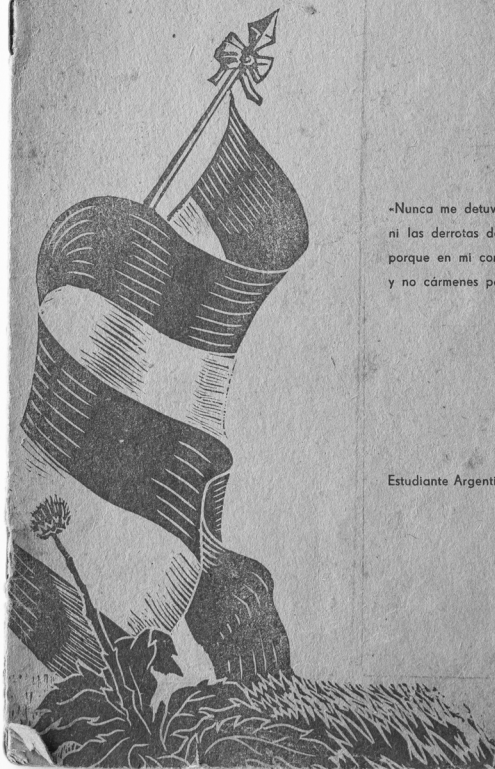 «Nunca me detuv
ni las derrotas d
porque en mi cor
y no cármenes p
Estudiante Argenti